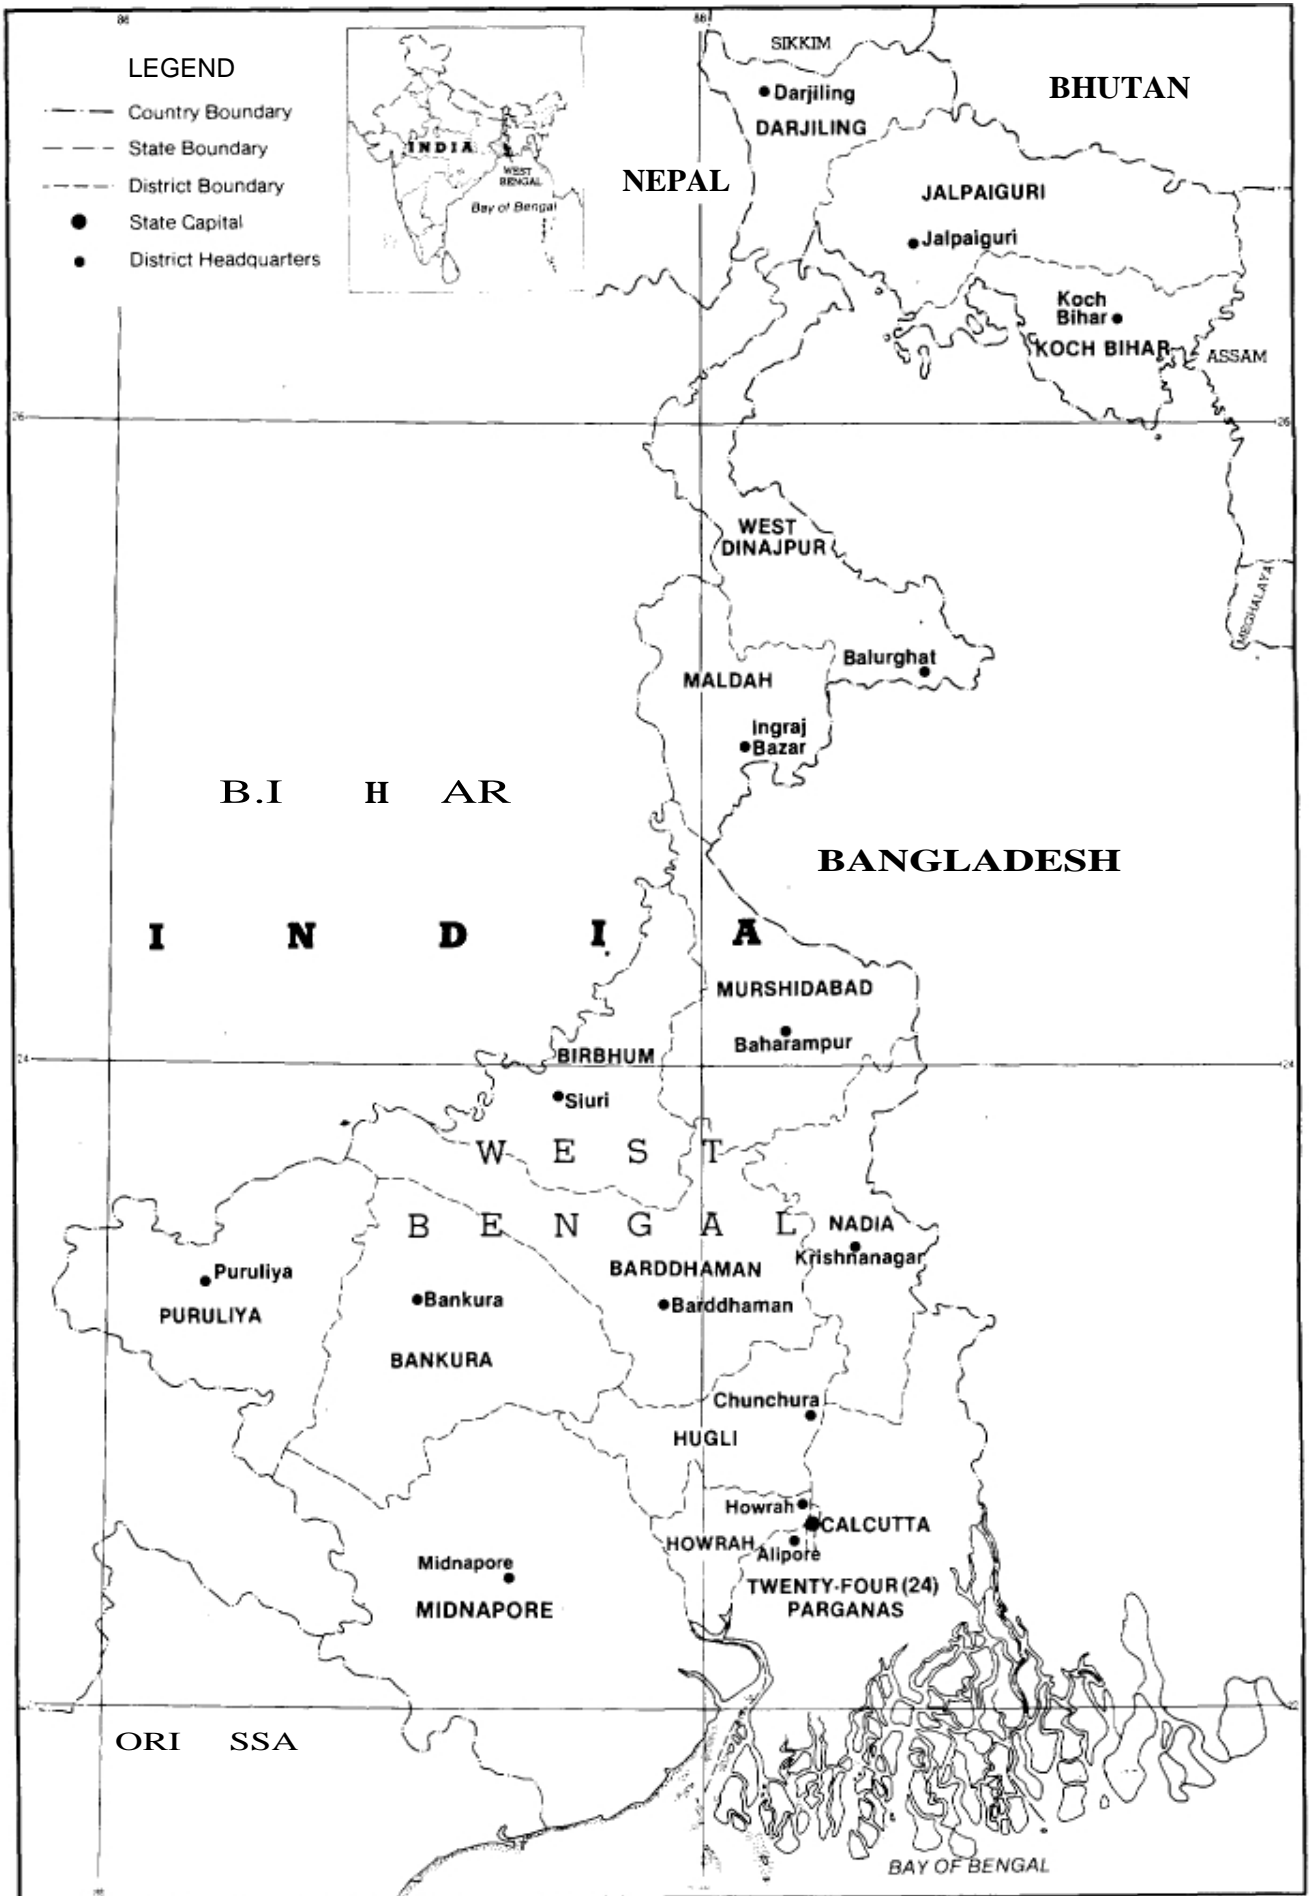 86
88
LEGEND
Country Boundary
State Boundary
District Boundary
State Capital
District Headquarters
INDIA
WEST
BENGAL
Bay of Bengal
SIKKIM
BHUTAN
Darjiling
DARJILING
NEPAL
JALPAIGURI
Jalpaiguri
Koch
Bihar
KOCH BIHAR
ASSAM
26
26
WEST
DINAJPUR
MEGHALAYA
Balurghat
MALDAH
Ingraj
Bazar
B.I H AR
BANGLADESH
I N D I A
MURSHIDABAD
Baharampur
24
24
BIRBHUM
Siuri
W E S T
B E N G A L
NADIA
Krishnanagar
BARDDHAMAN
Puruliya
PURULIYA
Bankura
Barddhaman
BANKURA
Chunchura
HUGLI
Howrah
CALCUTTA
HOWRAH
Alipore
Midnapore
MIDNAPORE
TWENTY-FOUR (24)
PARGANAS
ORI SSA
BAY OF BENGAL